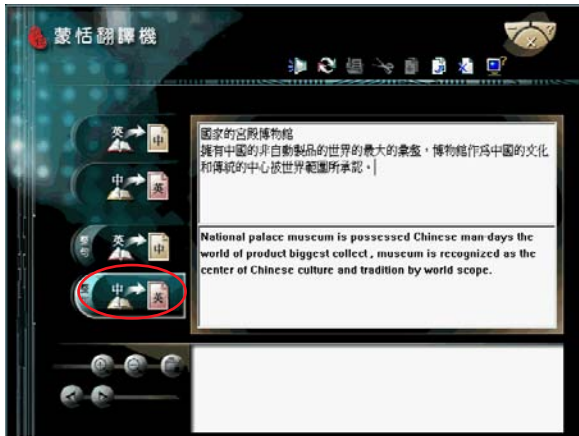 蒙恬翻譯機
英 中
中 英
整句 英 中
整 中 英
國家的宮殿博物館
擁有中國的非自動製品的世界的最大的彙整，博物館作為中國的文化
和傳統的中心被世界範圍所承認。
National palace museum is possessed Chinese man-days the
world of product biggest collect , museum is recognized as the
center of Chinese culture and tradition by world scope.